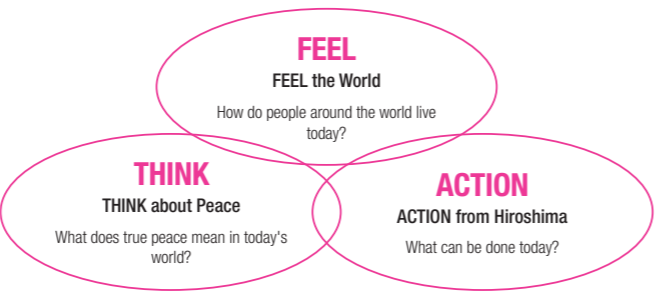 FEEL
FEEL the World
How do people around the world live
today?
THINK
THINK about Peace
What does true peace mean in today's
world?
ACTION
ACTION from Hiroshima
What can be done today?